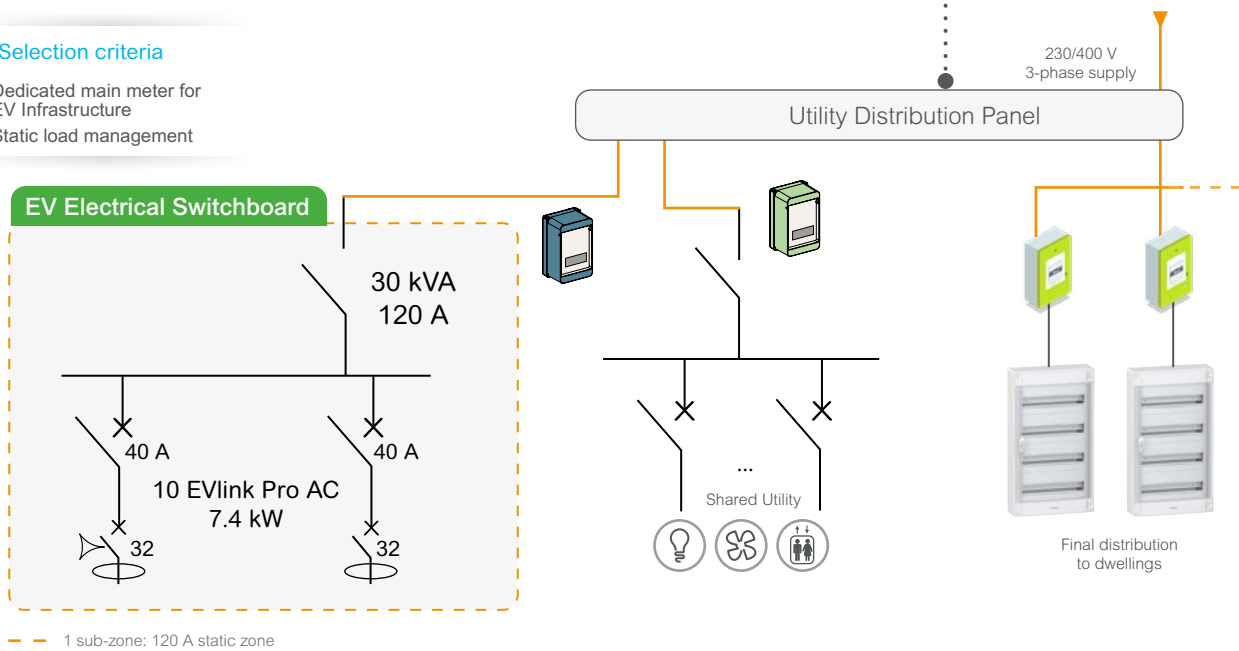 Selection criteria
Dedicated main meter for
EV Infrastructure
Static load management
230/400 V
3-phase supply
Utility Distribution Panel
EV Electrical Switchboard
30 kVA
120 A
40 A
40 A
10 EVlink Pro AC
7.4 kW
32
32
...
Shared Utility
Final distribution
to dwellings
1 sub-zone: 120 A static zone